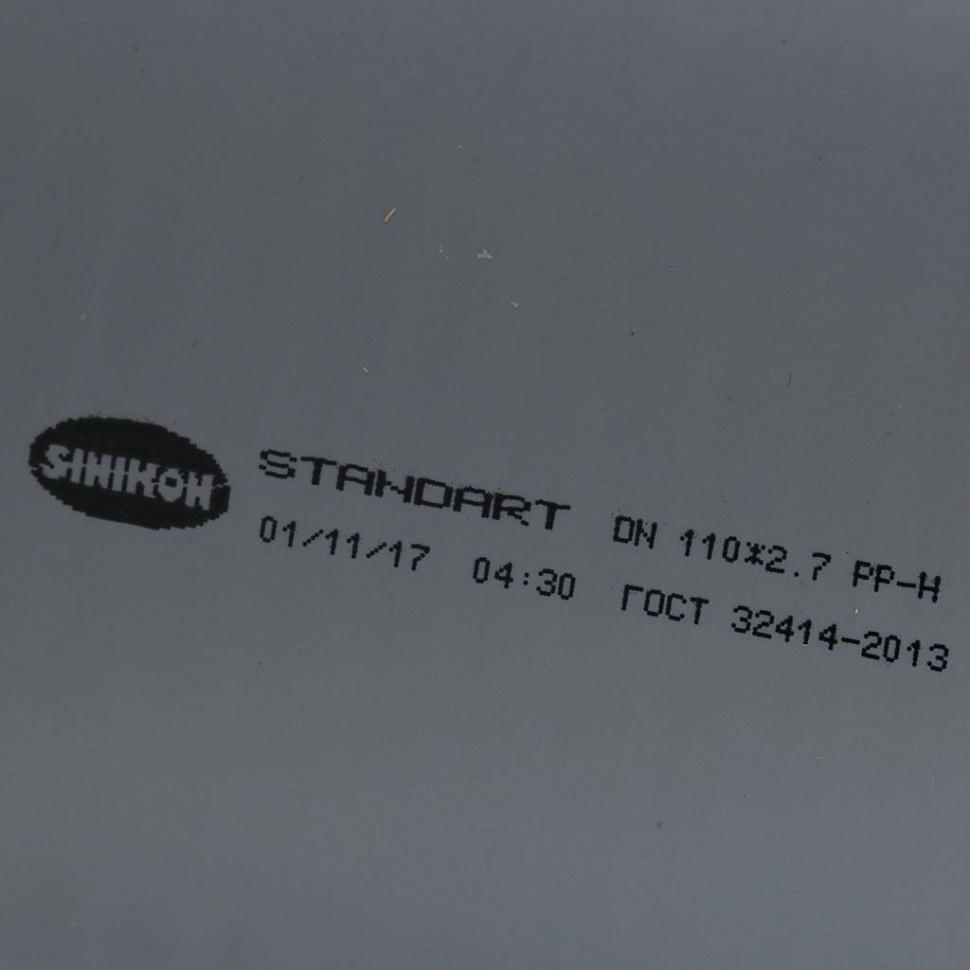 SINIKON
STANDART DN 110*2.7 PP-H
01/11/17 04:30 ГОСТ 32414-2013